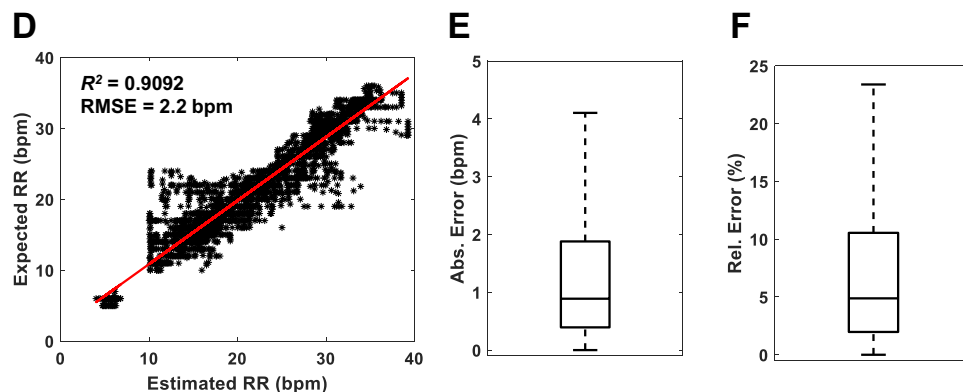 D
R² = 0.9092
RMSE = 2.2 bpm
Expected RR (bpm)
40
30
20
10
0
0 10 20 30 40
Estimated RR (bpm)
E
Abs. Error (bpm)
5
4
3
2
1
0
F
Rel. Error (%)
25
20
15
10
5
0